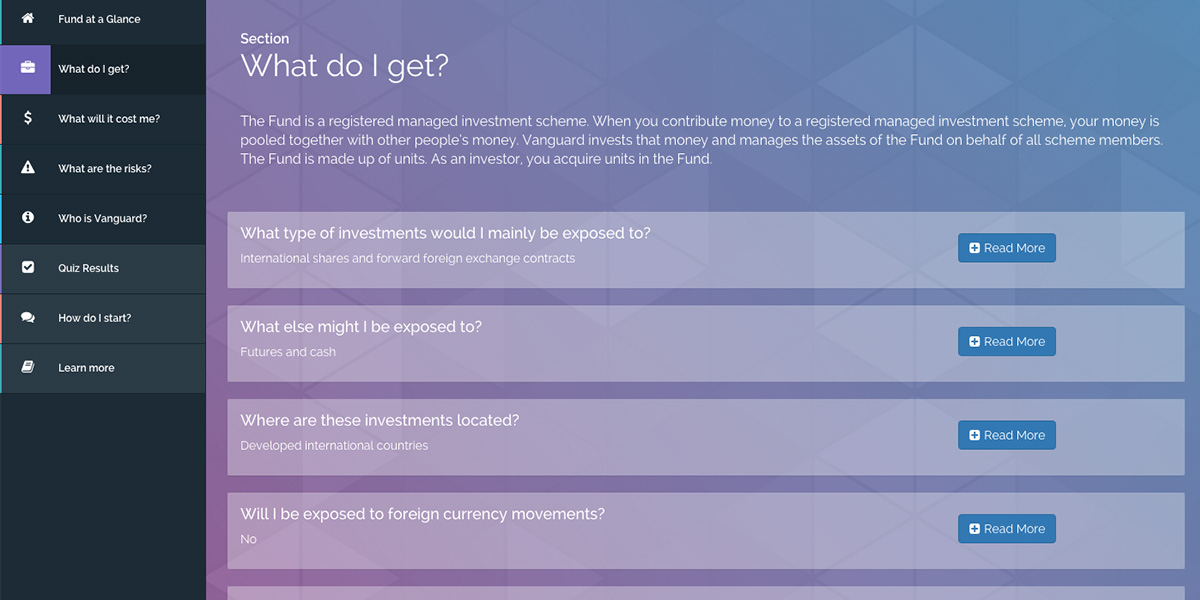 Fund at a Glance
What do I get?
What will it cost me?
What are the risks?
Who is Vanguard?
Quiz Results
How do I start?
Learn more
Section
What do I get?
The Fund is a registered managed investment scheme. When you contribute money to a registered managed investment scheme, your money is
pooled together with other people's money. Vanguard invests that money and manages the assets of the Fund on behalf of all scheme members.
The Fund is made up of units. As an investor, you acquire units in the Fund.
What type of investments would I mainly be exposed to?
International shares and forward foreign exchange contracts
Read More
What else might I be exposed to?
Futures and cash
Read More
Where are these investments located?
Developed international countries
Read More
Will I be exposed to foreign currency movements?
No
Read More